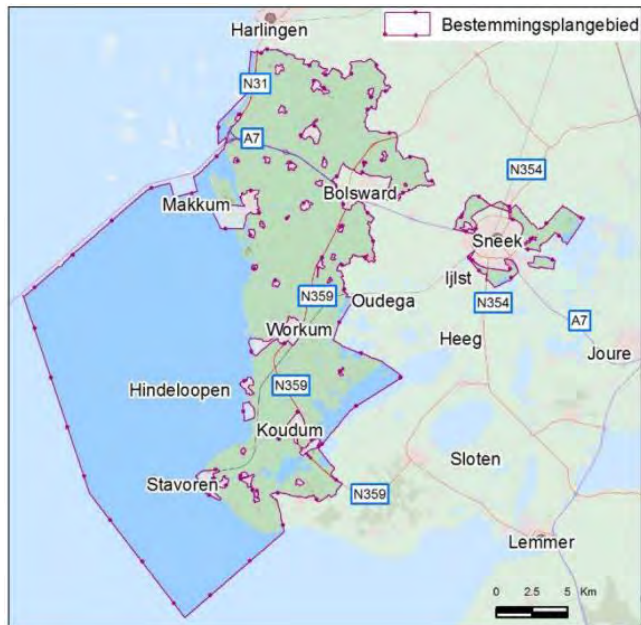 Harlingen
Bestemmingsplangebied
N31
A7
N354
Makkum
Bolsward
Sneek
Ijlst
N359
Oudega
N354
A7
Workum
Heeg
Joure
Hindeloopen
N359
Koudum
Sloten
Stavoren
N359
Lemmer
0 2.5 5 Km